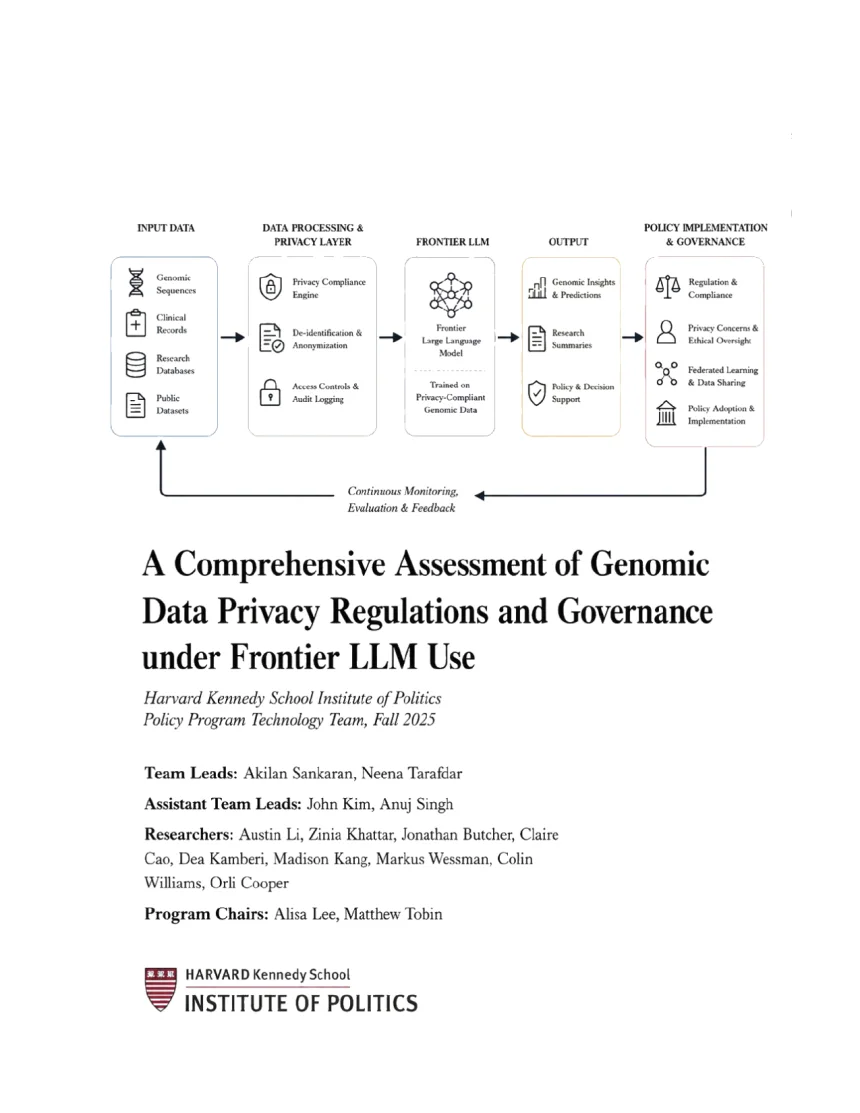 INPUT DATA
Genomic
Sequences
Clinical
Records
Research
Databases
Public
Datasets
DATA PROCESSING &
PRIVACY LAYER
Privacy Compliance
Engine
De-identification &
Anonymization
Access Controls &
Audit Logging
FRONTIER LLM
Frontier
Large Language
Model
Trained on
Privacy-Compliant
Genomic Data
OUTPUT
Genomic Insights
& Predictions
Research
Summaries
Policy & Decision
Support
POLICY IMPLEMENTATION
& GOVERNANCE
Regulation &
Compliance
Privacy Concerns &
Ethical Oversight
Federated Learning
& Data Sharing
Policy Adoption &
Implementation
Continuous Monitoring,
Evaluation & Feedback
A Comprehensive Assessment of Genomic
Data Privacy Regulations and Governance
under Frontier LLM Use
Harvard Kennedy School Institute of Politics
Policy Program Technology Team, Fall 2025
Team Leads: Akilan Sankaran, Neena Tarafdar
Assistant Team Leads: John Kim, Anuj Singh
Researchers: Austin Li, Zinia Khattar, Jonathan Butcher, Claire
Cao, Dea Kamberi, Madison Kang, Markus Wessman, Colin
Williams, Orli Cooper
Program Chairs: Alisa Lee, Matthew Tobin
HARVARD Kennedy School
INSTITUTE OF POLITICS